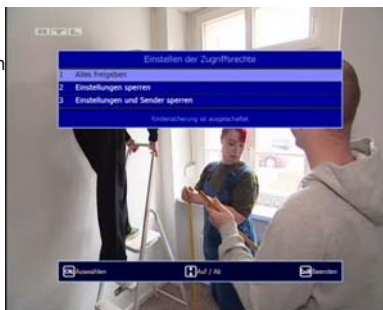 RTL
Einstellen der Zugriffsrechte
1 Alles freigeben
2 Einstellungen sperren
3 Einstellungen und Sender sperren
Kindersicherung ist ausgeschaltet
OK Auswählen
Auf / Ab
Exit Beenden